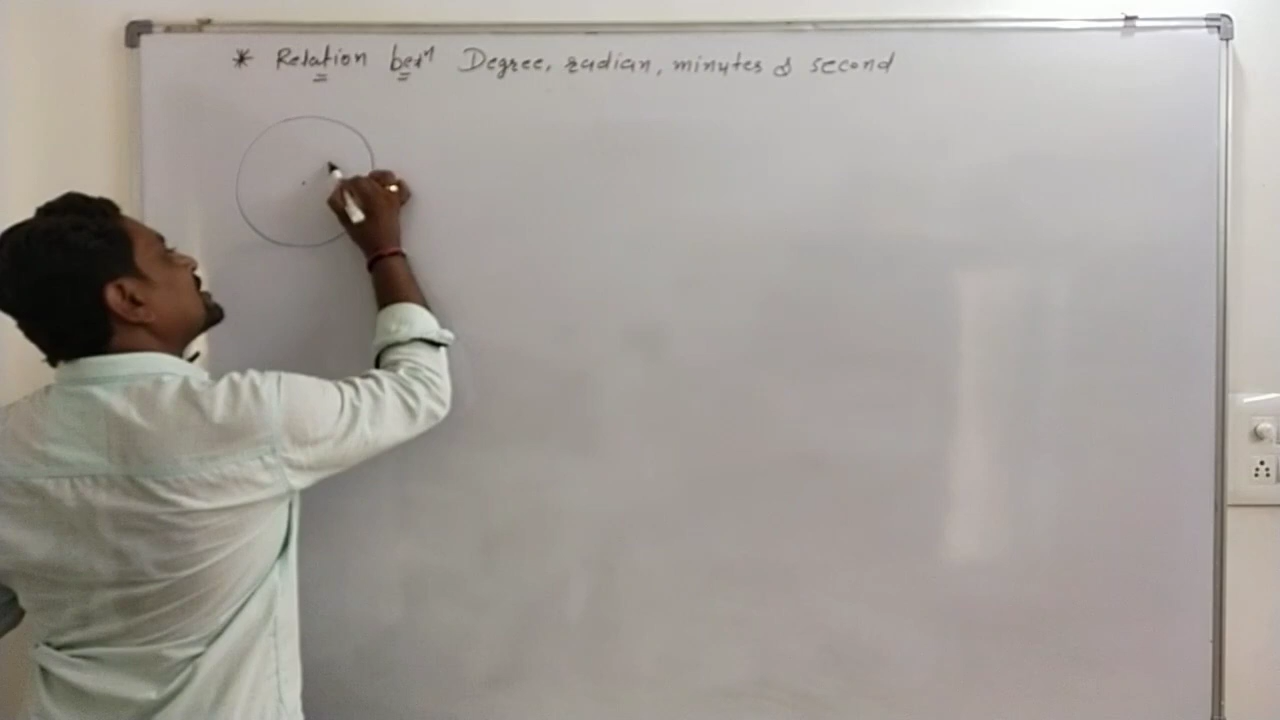 * Relation betⁿ Degree, radian, minutes & second